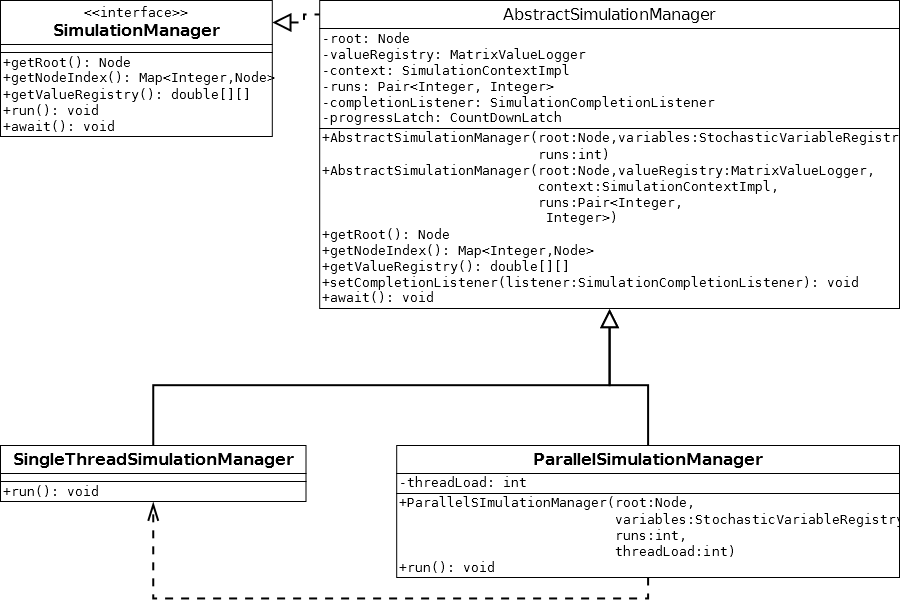 <<interface>>
SimulationManager
+getRoot(): Node
+getNodeIndex(): Map<Integer,Node>
+getValueRegistry(): double[][]
+run(): void
+await(): void
AbstractSimulationManager
-root: Node
-valueRegistry: MatrixValueLogger
-context: SimulationContextImpl
-runs: Pair<Integer, Integer>
-completionListener: SimulationCompletionListener
-progressLatch: CountDownLatch
+AbstractSimulationManager(root:Node,variables:StochasticVariableRegistr
runs:int)
+AbstractSimulationManager(root:Node,valueRegistry:MatrixValueLogger,
context:SimulationContextImpl,
runs:Pair<Integer,
Integer>)
+getRoot(): Node
+getNodeIndex(): Map<Integer,Node>
+getValueRegistry(): double[][]
+setCompletionListener(listener:SimulationCompletionListener): void
+await(): void
SingleThreadSimulationManager
+run(): void
ParallelSimulationManager
-threadLoad: int
+ParallelSImulationManager(root:Node,
variables:StochasticVariableRegistry
runs:int,
threadLoad:int)
+run(): void